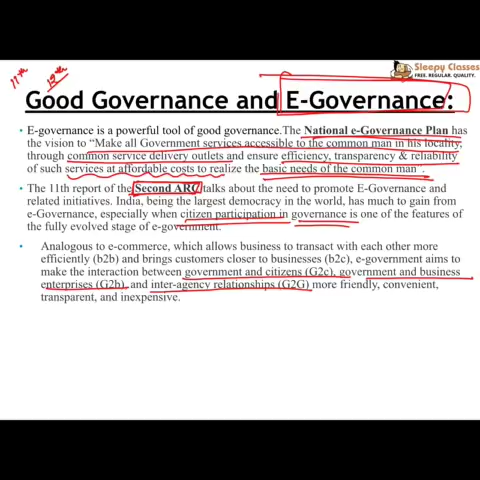 11th 12th
Sleepy Classes
FREE. REGULAR. QUALITY.
Good Governance and E-Governance:
• E-governance is a powerful tool of good governance. The National e-Governance Plan has
the vision to “Make all Government services accessible to the common man in his locality,
through common service delivery outlets and ensure efficiency, transparency & reliability
of such services at affordable costs to realize the basic needs of the common man”.
• The 11th report of the Second ARC talks about the need to promote E-Governance and
related initiatives. India, being the largest democracy in the world, has much to gain from
e-Governance, especially when citizen participation in governance is one of the features of
the fully evolved stage of e-government.
Analogous to e-commerce, which allows business to transact with each other more
efficiently (b2b) and brings customers closer to businesses (b2c), e-government aims to
make the interaction between government and citizens (G2c), government and business
enterprises (G2b), and inter-agency relationships (G2G) more friendly, convenient,
transparent, and inexpensive.